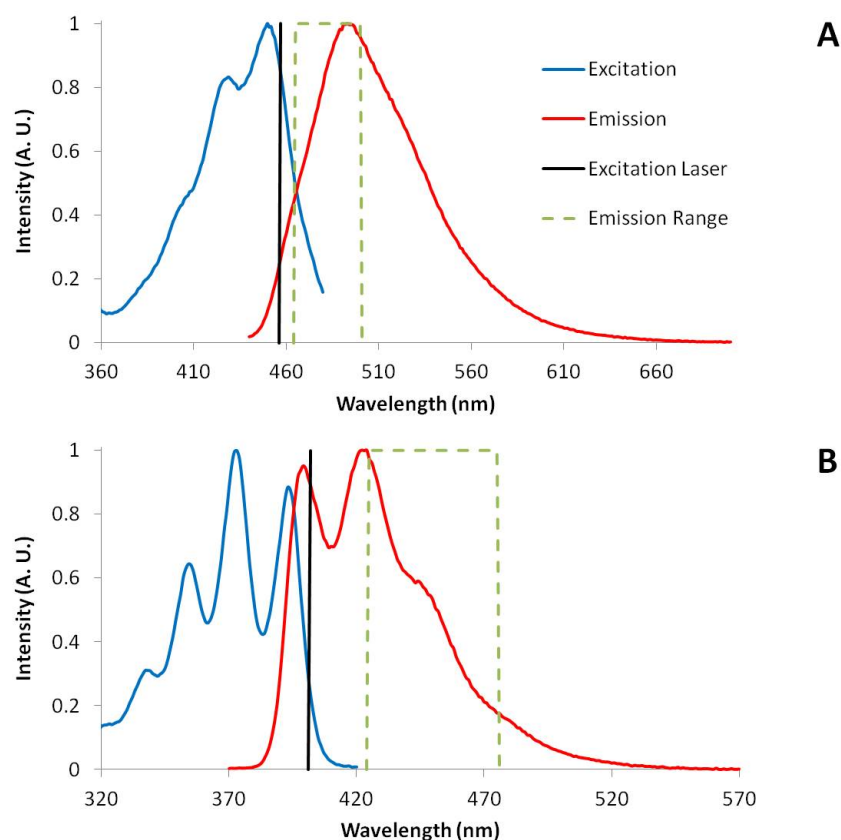 A
Intensity (A. U.)
1
0.8
0.6
0.4
0.2
0
360 410 460 510 560 610 660
Wavelength (nm)
Excitation
Emission
Excitation Laser
Emission Range
B
Intensity (A. U.)
1
0.8
0.6
0.4
0.2
0
320 370 420 470 520 570
Wavelength (nm)